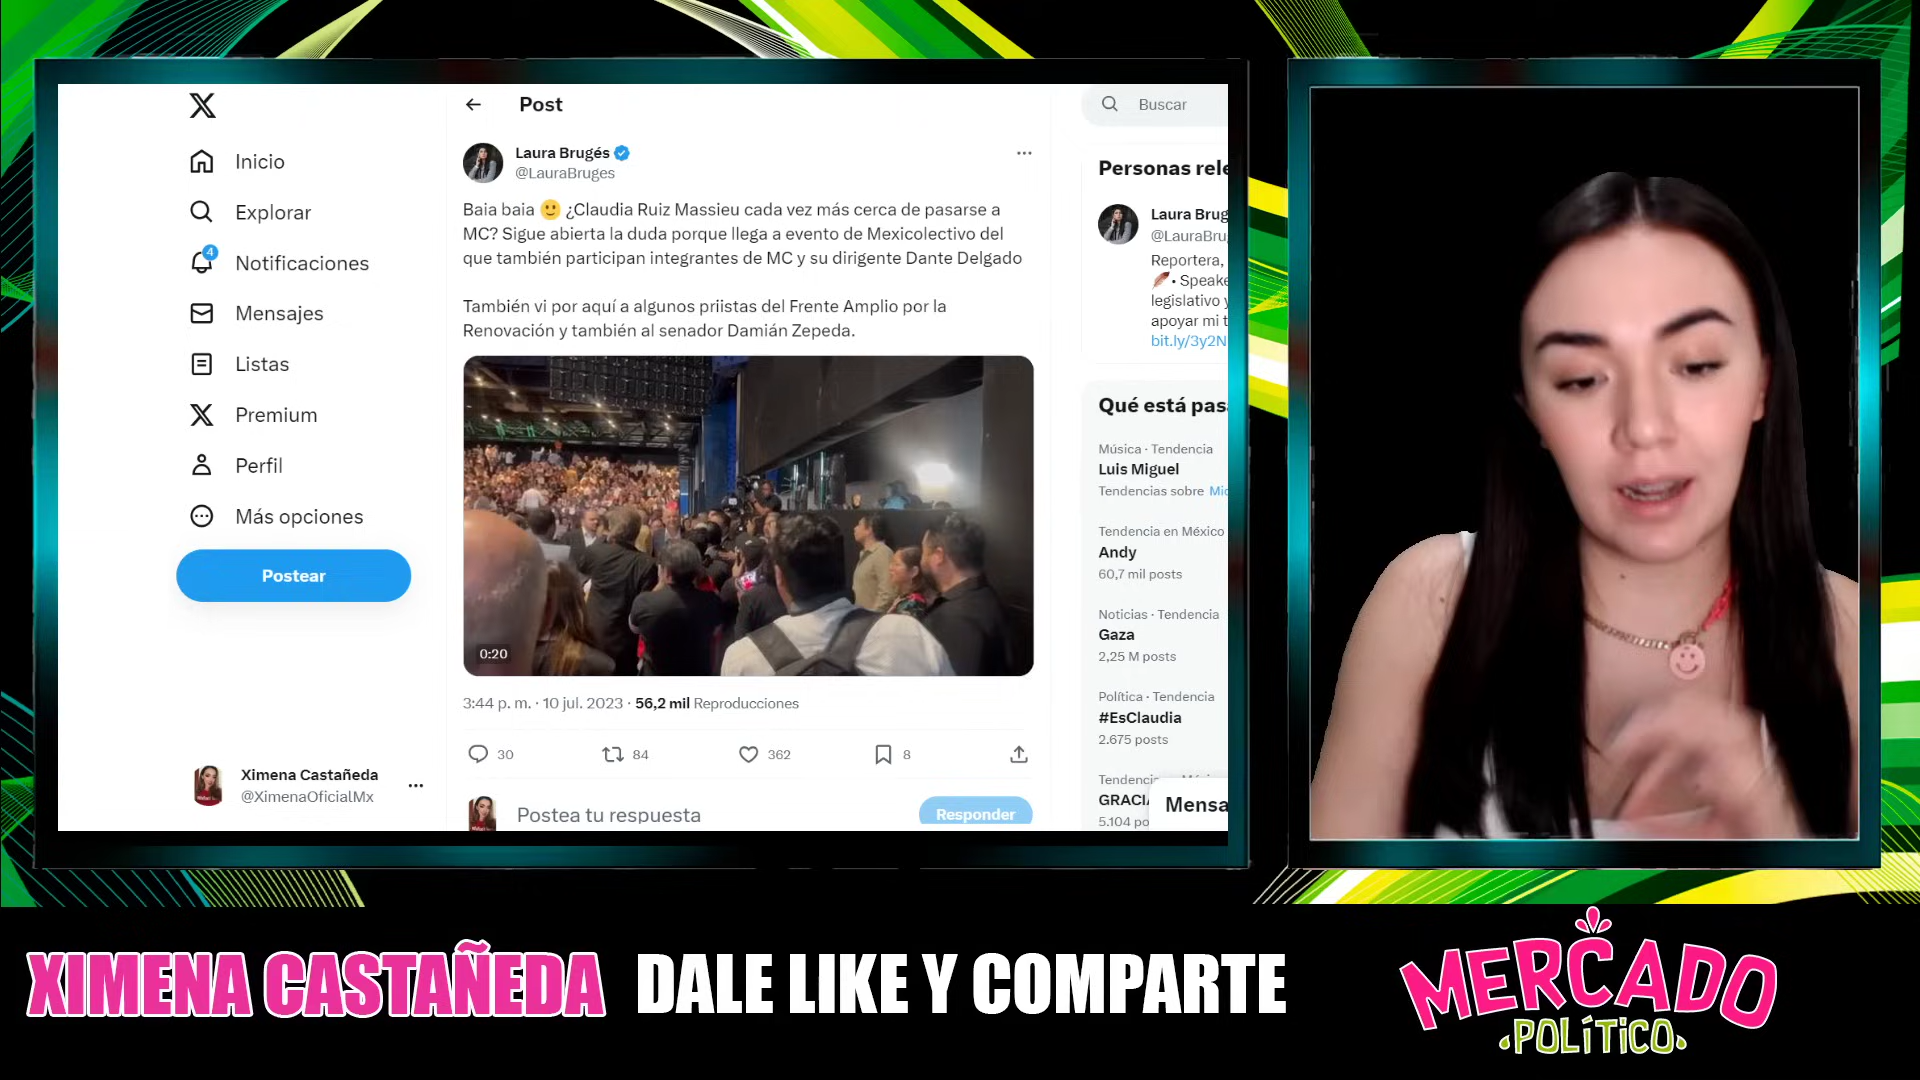 Inicio
Explorar
4
Notificaciones
Mensajes
Listas
Premium
Perfil
Más opciones
Postear
Ximena Castañeda
@XimenaOficialMx
Post
Laura Brugés
@LauraBruges
Baia baia 🙂 ¿Claudia Ruiz Massieu cada vez más cerca de pasarse a
MC? Sigue abierta la duda porque llega a evento de Mexicolectivo del
que también participan integrantes de MC y su dirigente Dante Delgado
También vi por aquí a algunos priistas del Frente Amplio por la
Renovación y también al senador Damián Zepeda.
0:20
3:44 p. m. · 10 jul. 2023 · 56,2 mil Reproducciones
30 84 362 8
Postea tu respuesta
Responder
Buscar
Personas rele
Laura Brug
@LauraBru
Reportera,
• Speake
legislativo y
apoyar mi t
bit.ly/3y2N
Qué está pas
Música · Tendencia
Luis Miguel
Tendencias sobre Mic
Tendencia en México
Andy
60,7 mil posts
Noticias · Tendencia
Gaza
2,25 M posts
Política · Tendencia
#EsClaudia
2.675 posts
Tendencia
GRACIA
5.104 po
Mensa
XIMENA CASTAÑEDA DALE LIKE Y COMPARTE
MERCADO
POLÍTICO